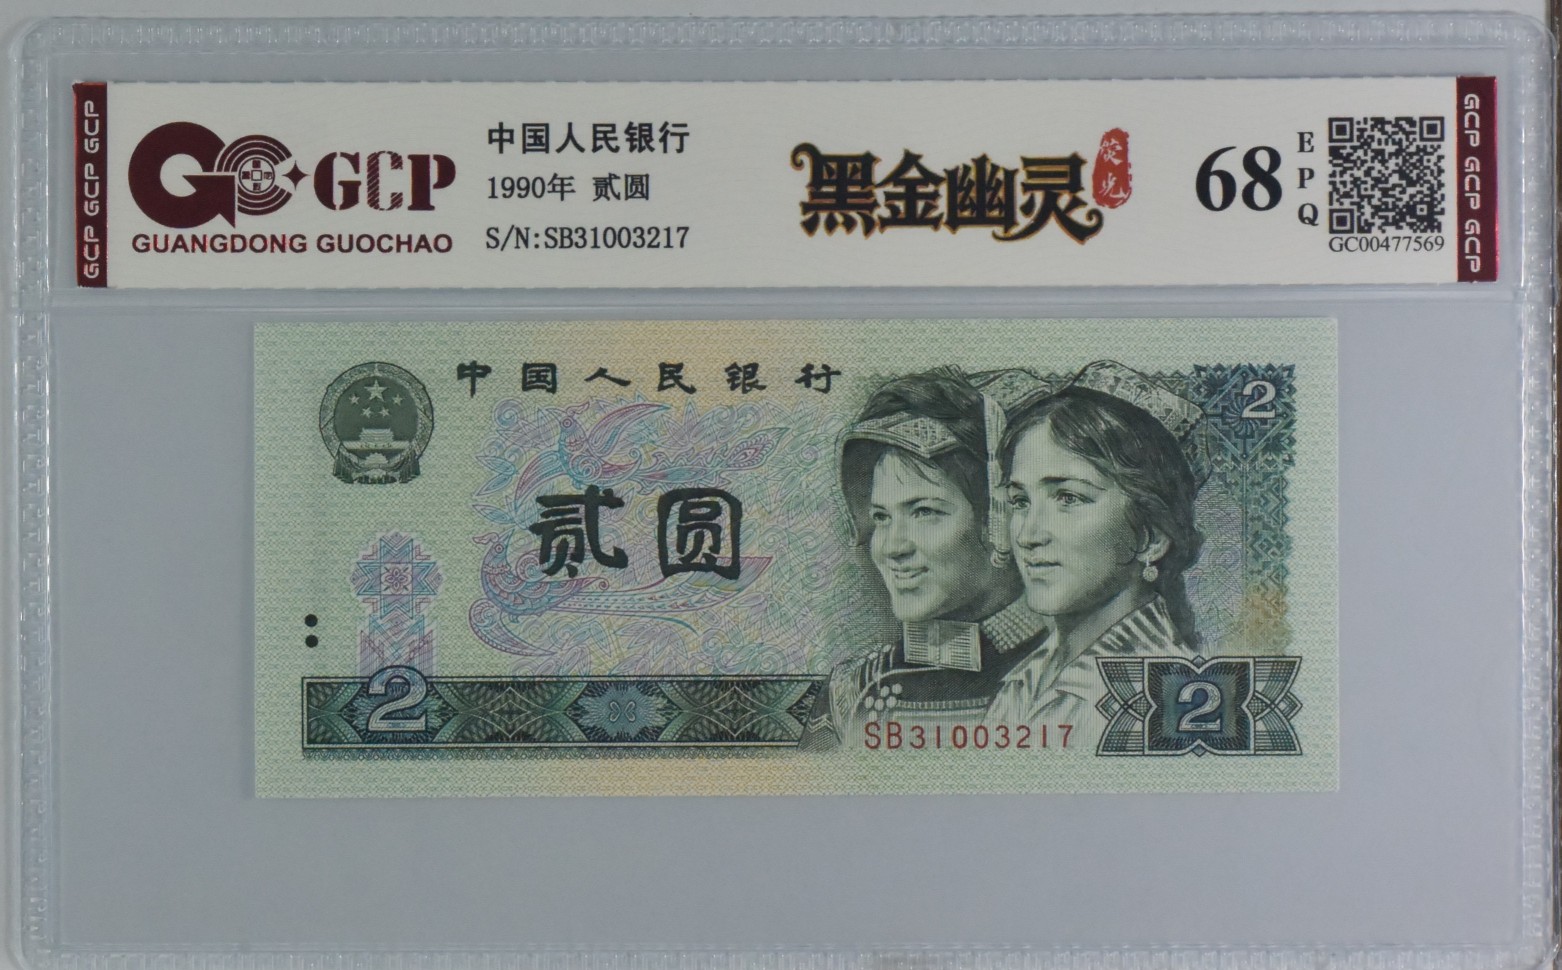 GCP GCP GCP
GCP
GUANGDONG GUOCHAO
中国人民银行
1990年 贰圆
S/N:SB31003217
黑金幽灵
荧光
68
EPQ
GC00477569
GCP GCP GCP
中国人民银行
2
贰圆
2
SB31003217
2